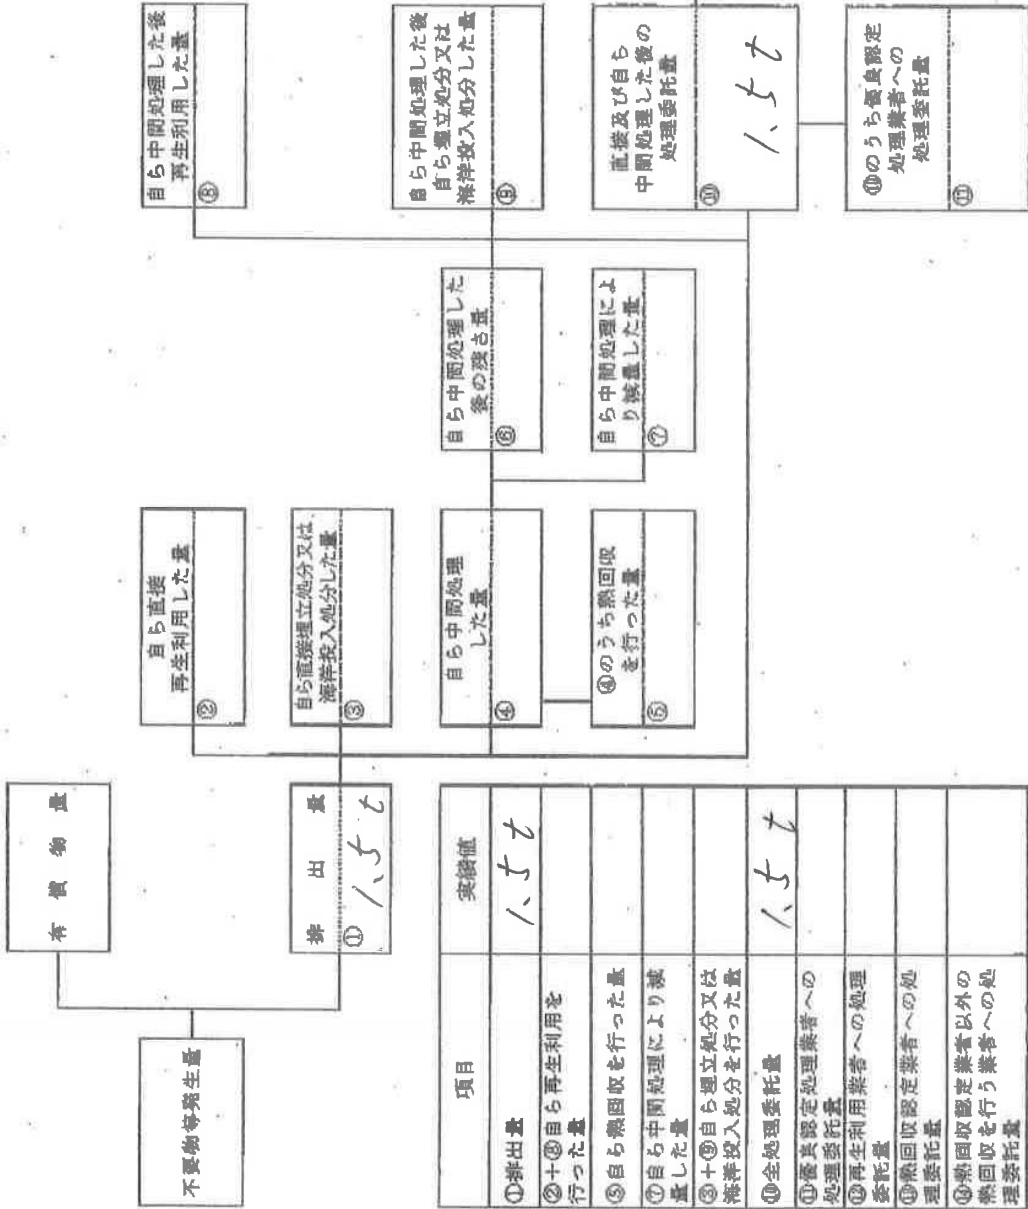 不要物等発生量
有償物量
排出量
① 1.5 t
自ら直接
再生利用した量
②
自ら直接埋立処分又は
海洋投入処分した量
③
自ら中間処理
した量
④
④のうち熱回収
を行った量
⑤
自ら中間処理した
後の残さ量
⑥
自ら中間処理によ
り減量した量
⑦
自ら中間処理した後
再生利用した量
⑧
自ら中間処理した後
自ら埋立処分又は
海洋投入処分した量
⑨
直接及び自ら
中間処理した後の
処理委託量
⑩
1.5 t
⑩のうち優良認定
処理業者への
処理委託量
⑪
項目 実績値
①排出量 1.5 t
②+⑧自ら再生利用を
行った量
⑤自ら熱回収を行った量
⑦自ら中間処理により減
量した量
③+⑨自ら埋立処分又は
海洋投入処分を行った量
⑩全処理委託量 1.5 t
⑪優良認定処理業者への
処理委託量
⑫再生利用業者への処理
委託量
⑬熱回収認定業者への処
理委託量
⑭熱回収認定業者以外の
熱回収を行う業者への処
理委託量